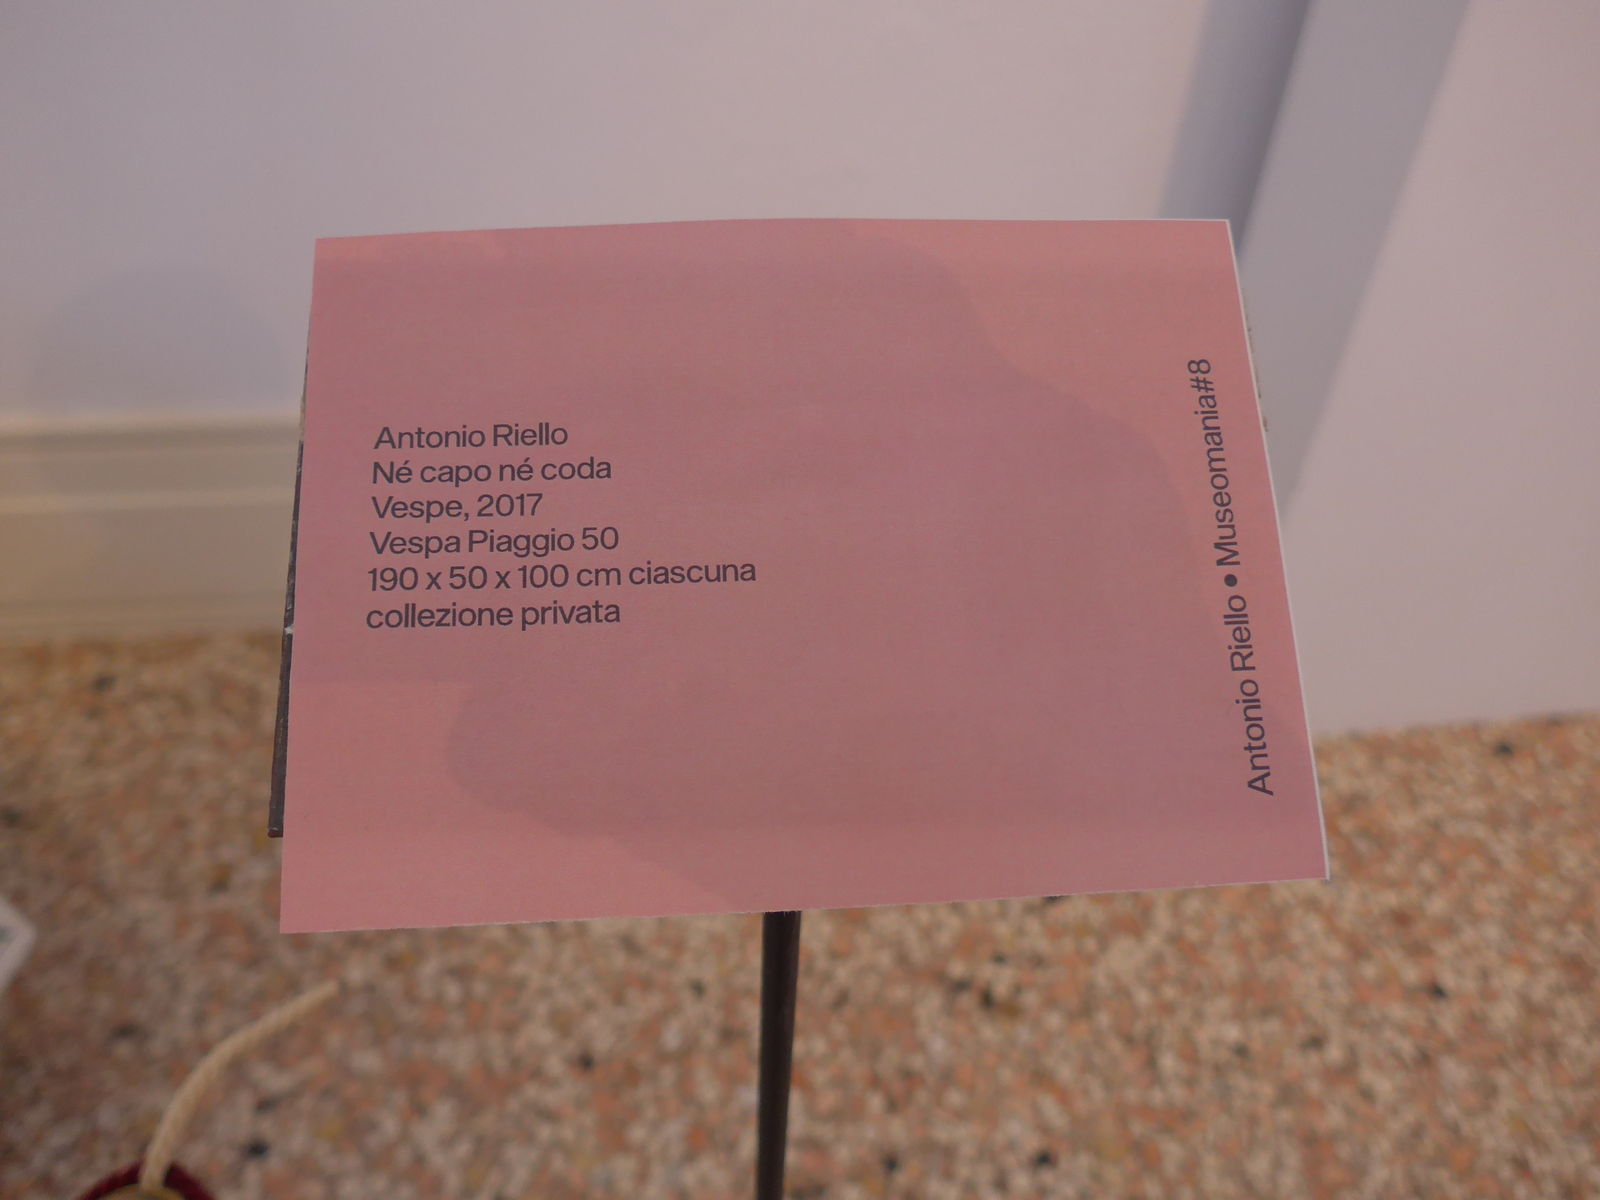 Antonio Riello
Né capo né coda
Vespe, 2017
Vespa Piaggio 50
190 x 50 x 100 cm ciascuna
collezione privata
Antonio Riello ● Museomania#8